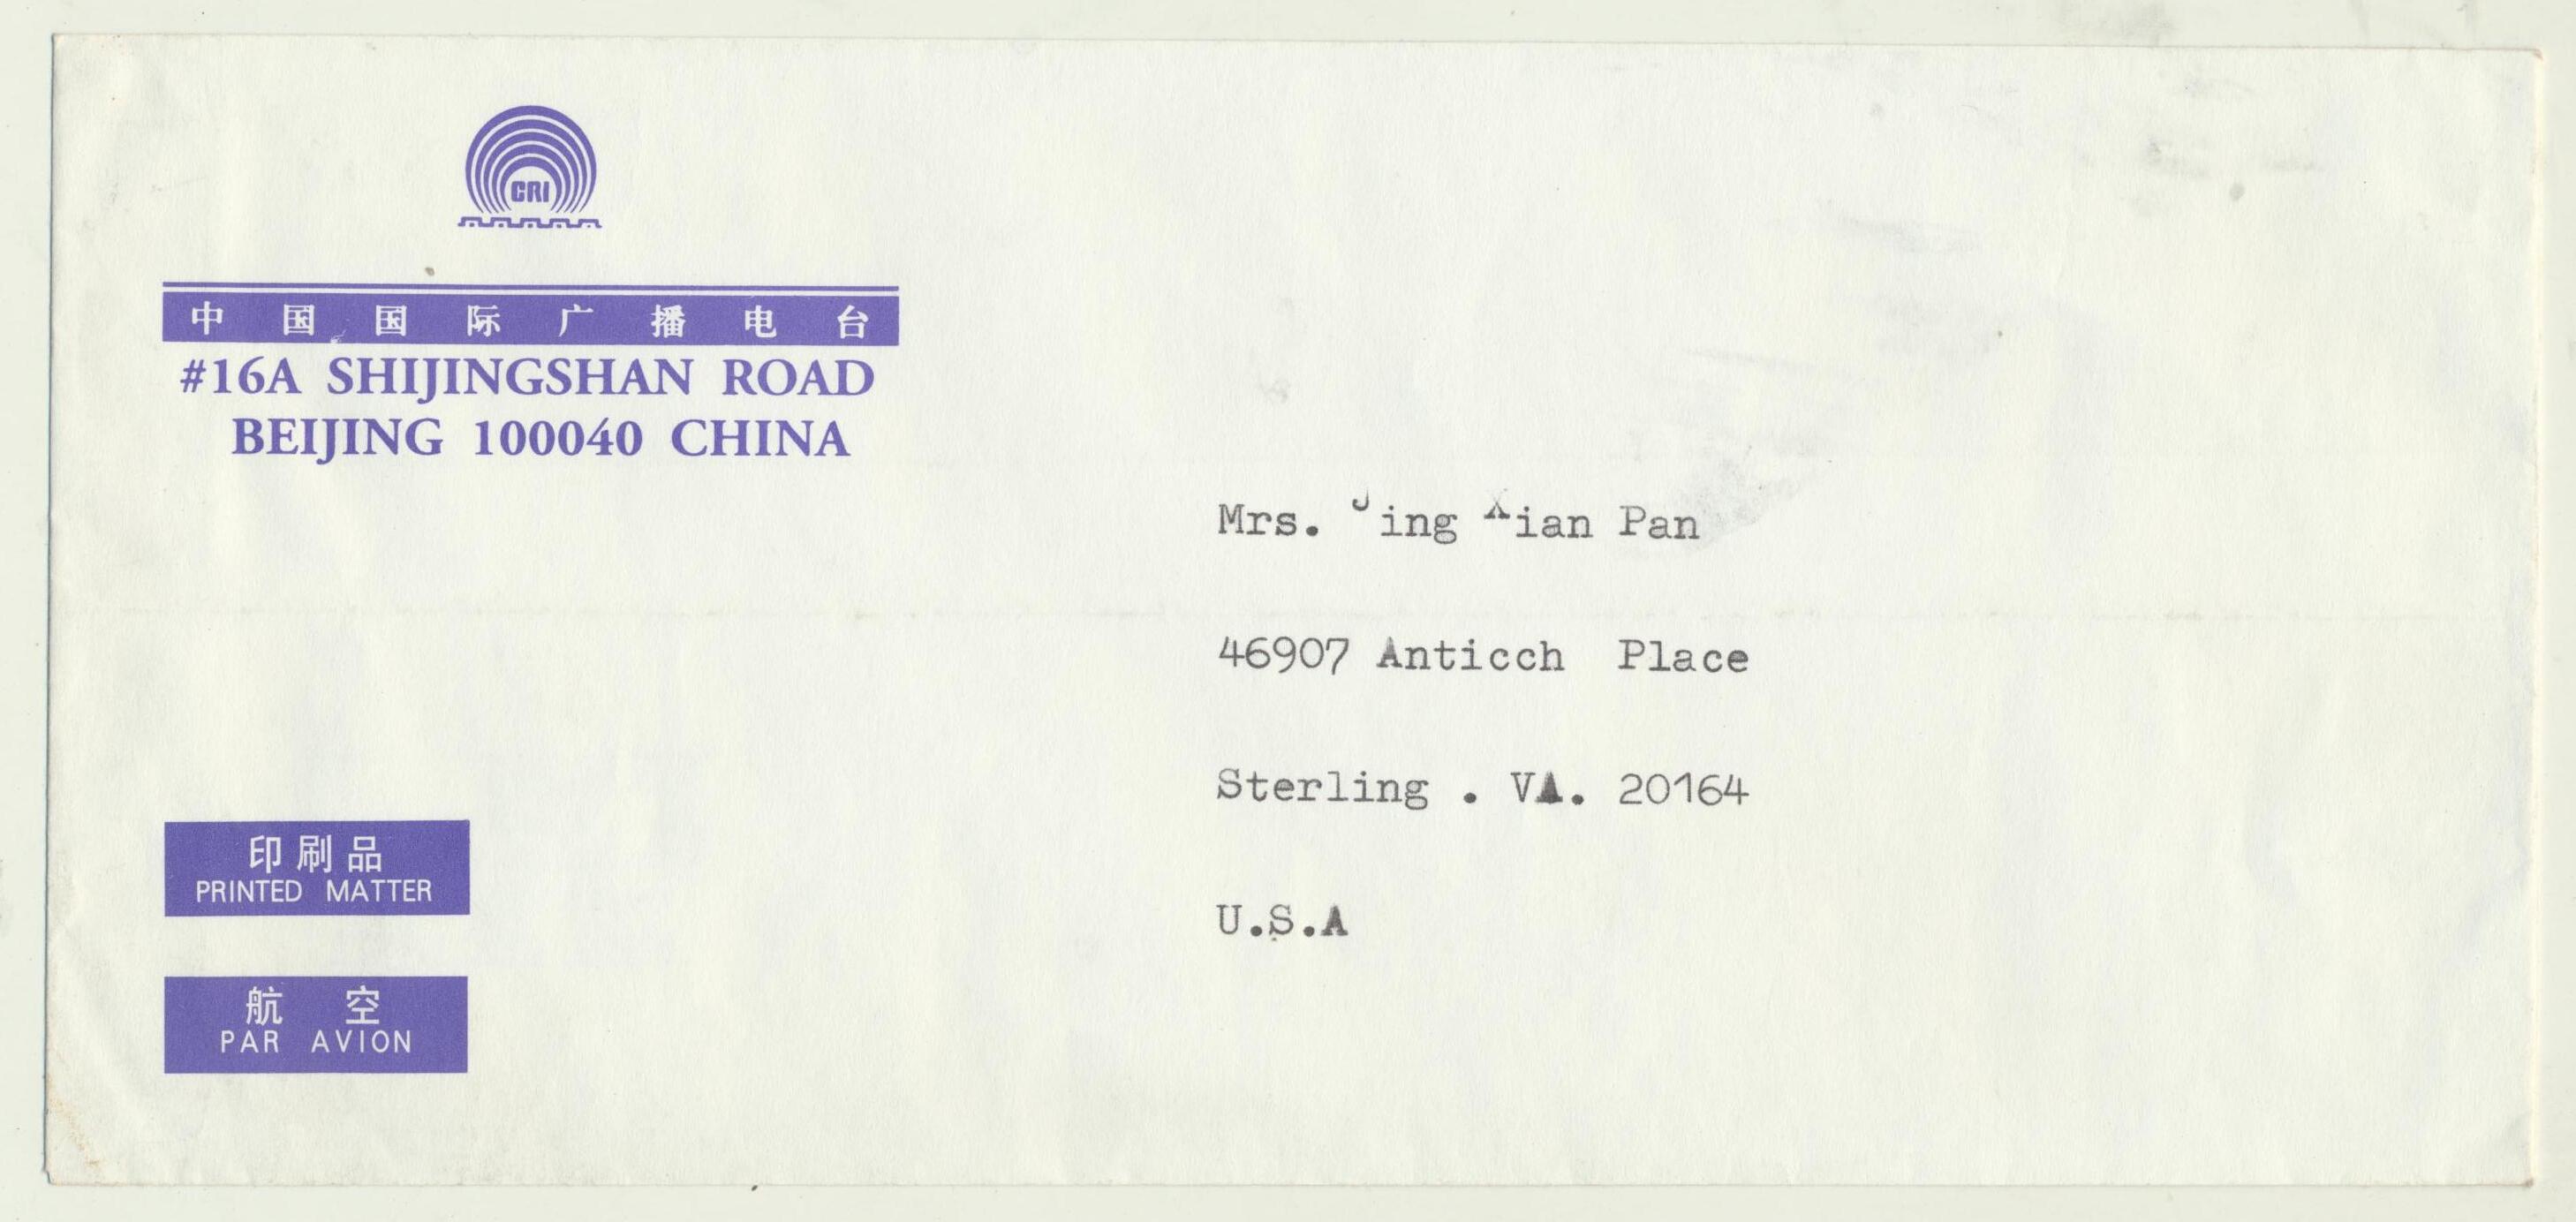 CRI
中国国际广播电台
#16A SHIJINGSHAN ROAD
BEIJING 100040 CHINA
Mrs. Jing Xian Pan
46907 Anticch Place
Sterling . VA. 20164
U.S.A
印刷品
PRINTED MATTER
航空
PAR AVION